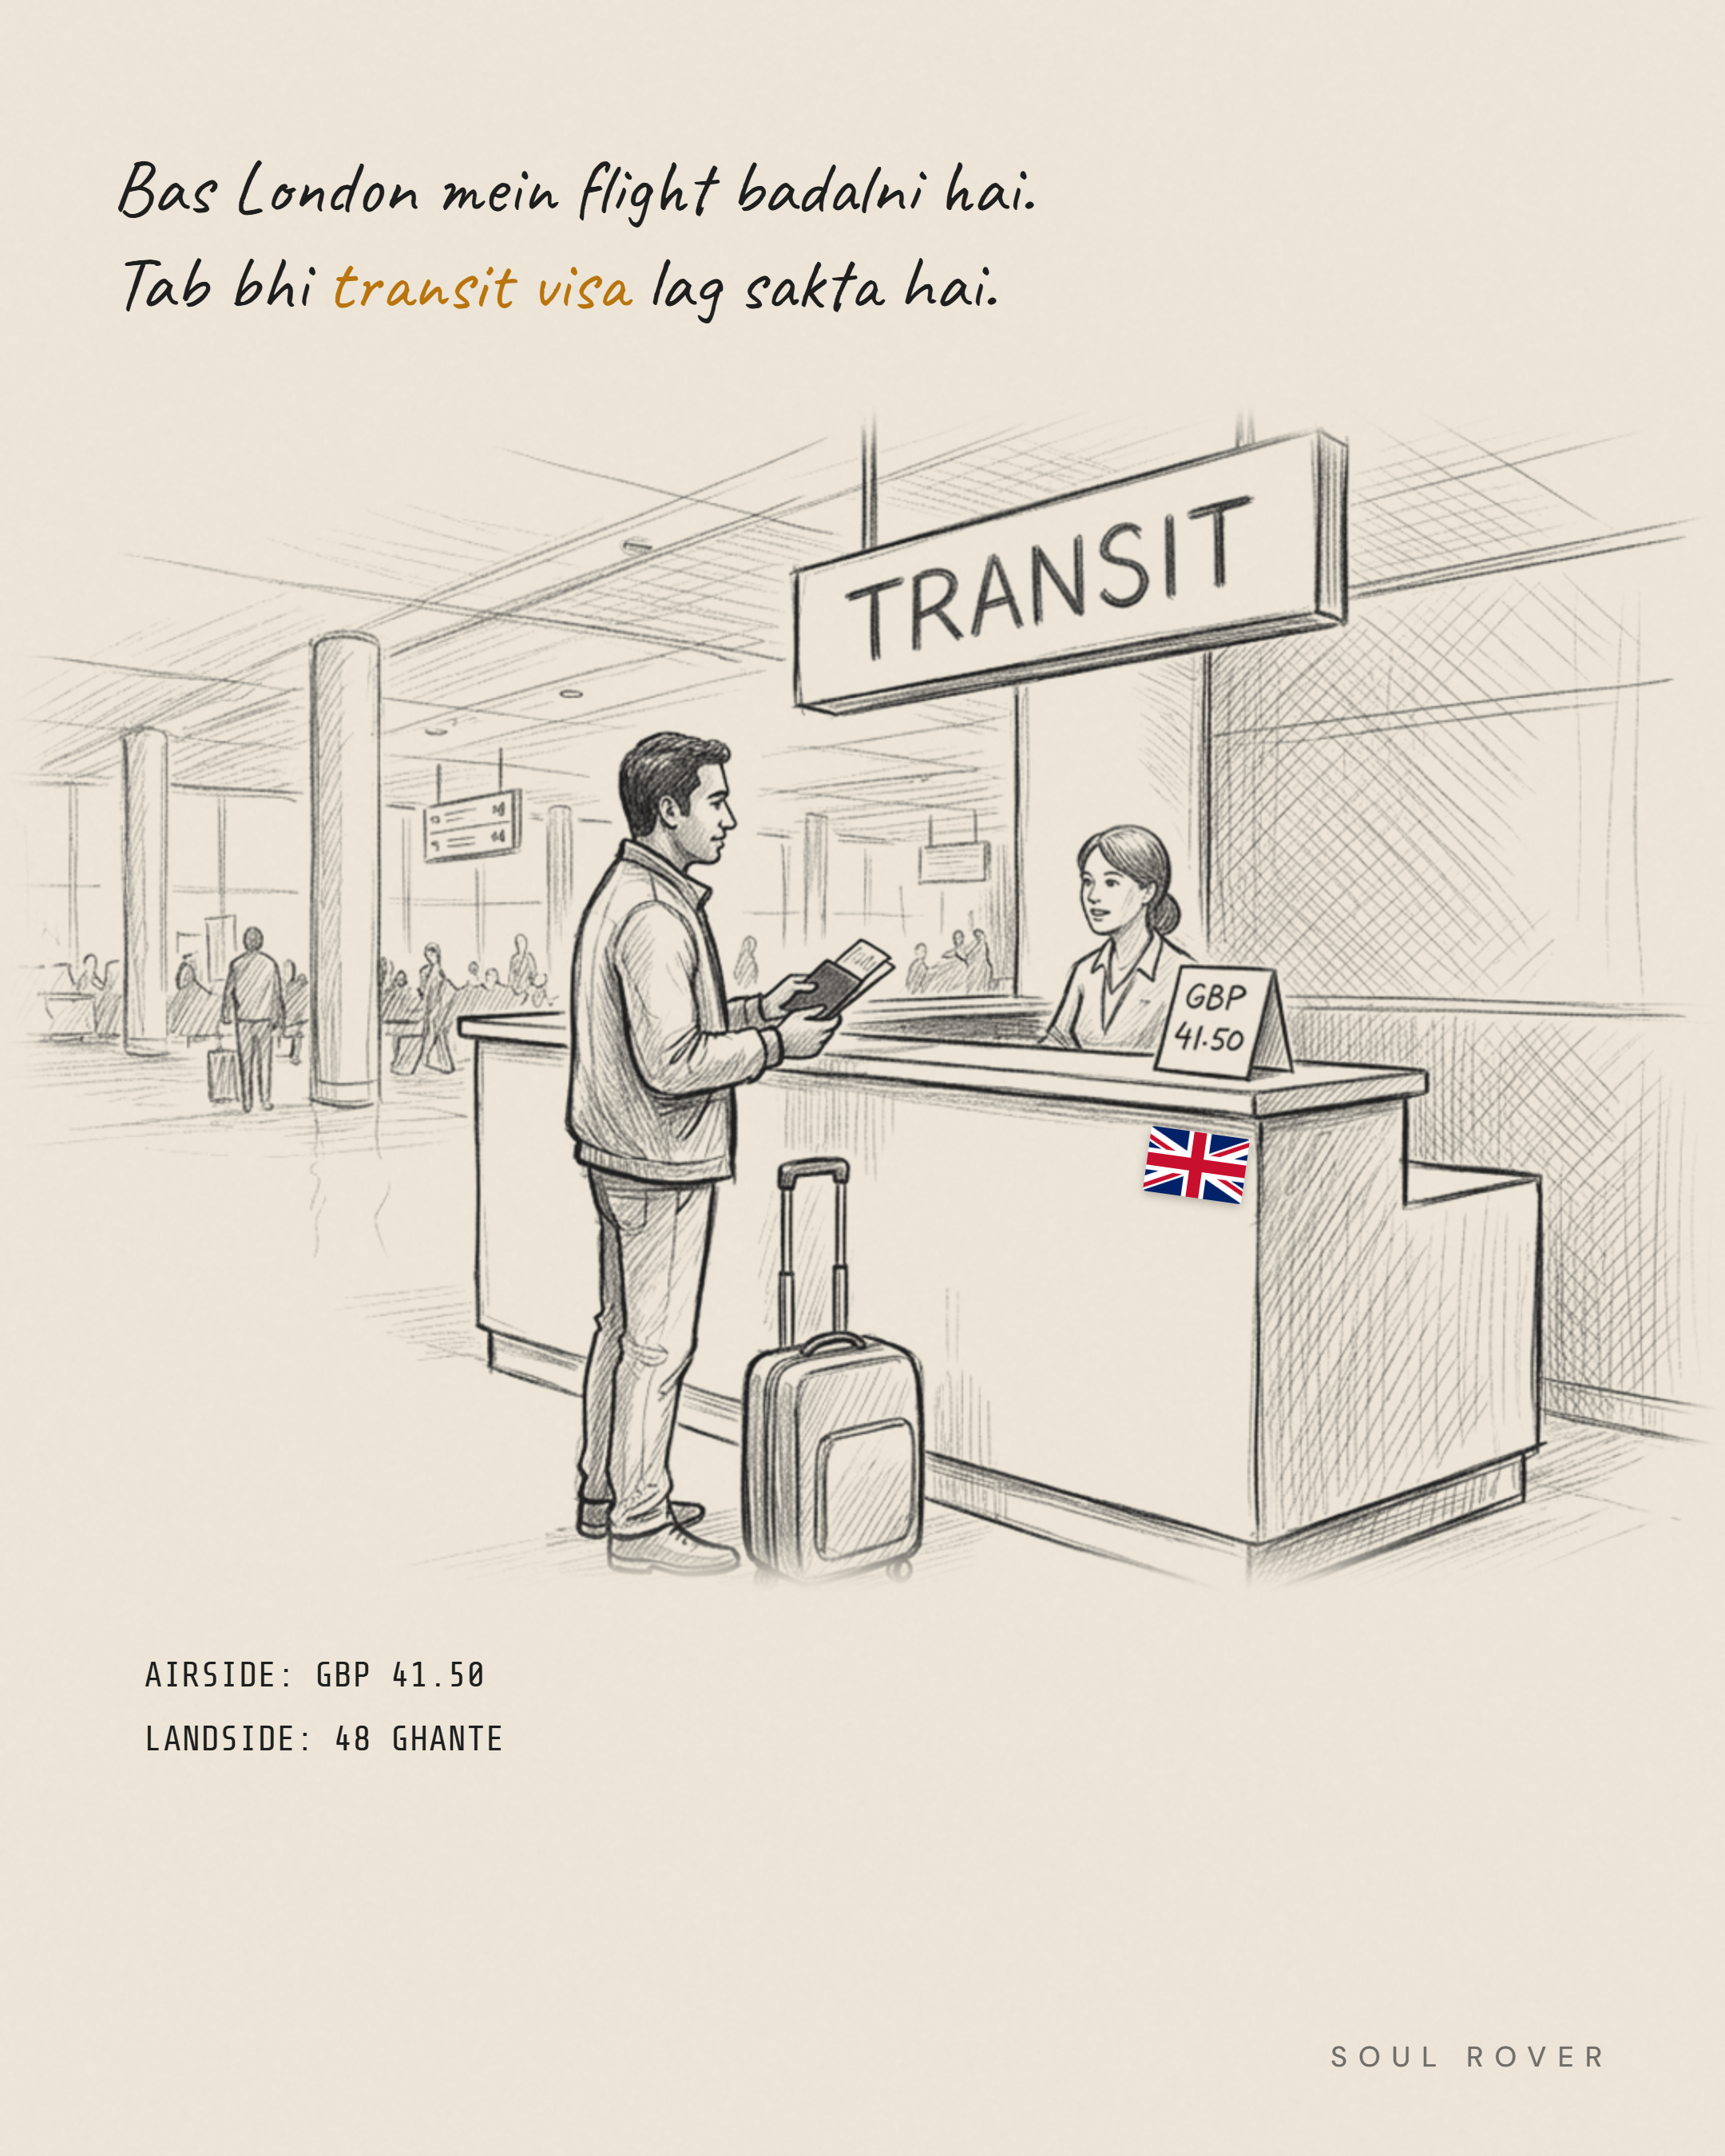 Bas London mein flight badalni hai.
Tab bhi transit visa lag sakta hai.
TRANSIT
GBP
41.50
AIRSIDE: GBP 41.50
LANDSIDE: 48 GHANTE
SOUL ROVER